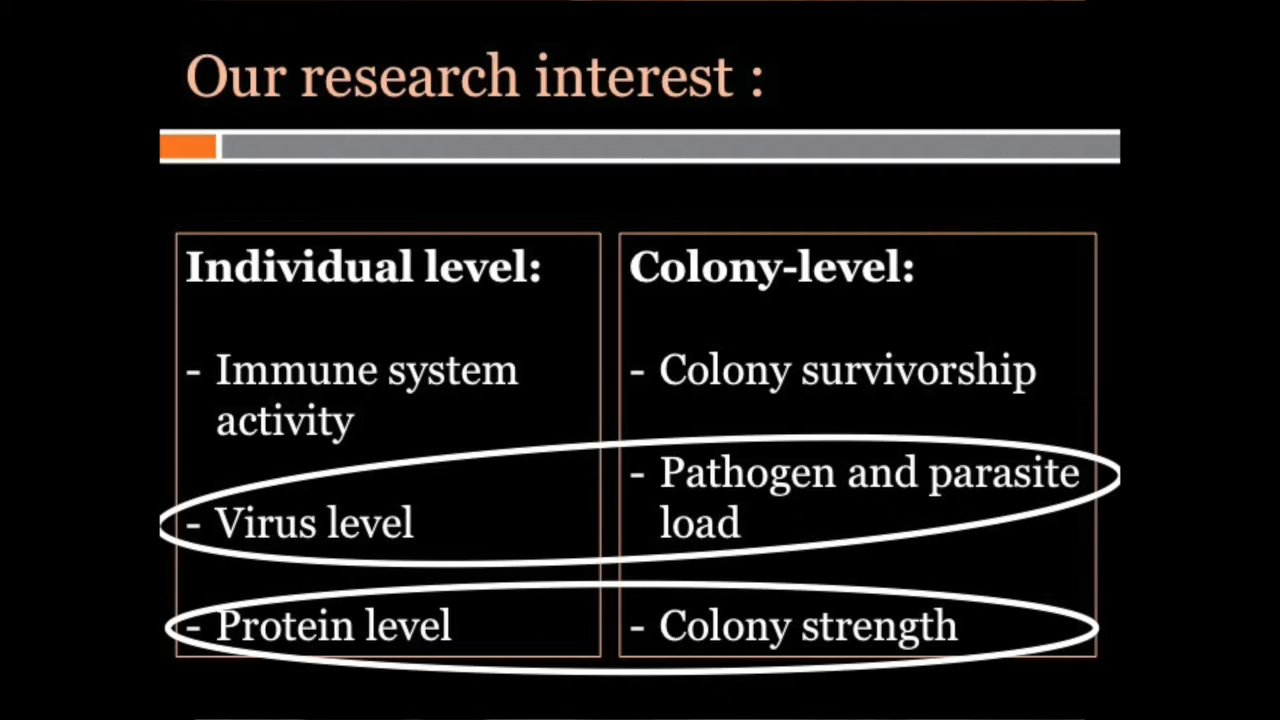 Our research interest :
Individual level:
- Immune system
activity
- Virus level
- Protein level
Colony-level:
- Colony survivorship
- Pathogen and parasite
load
- Colony strength